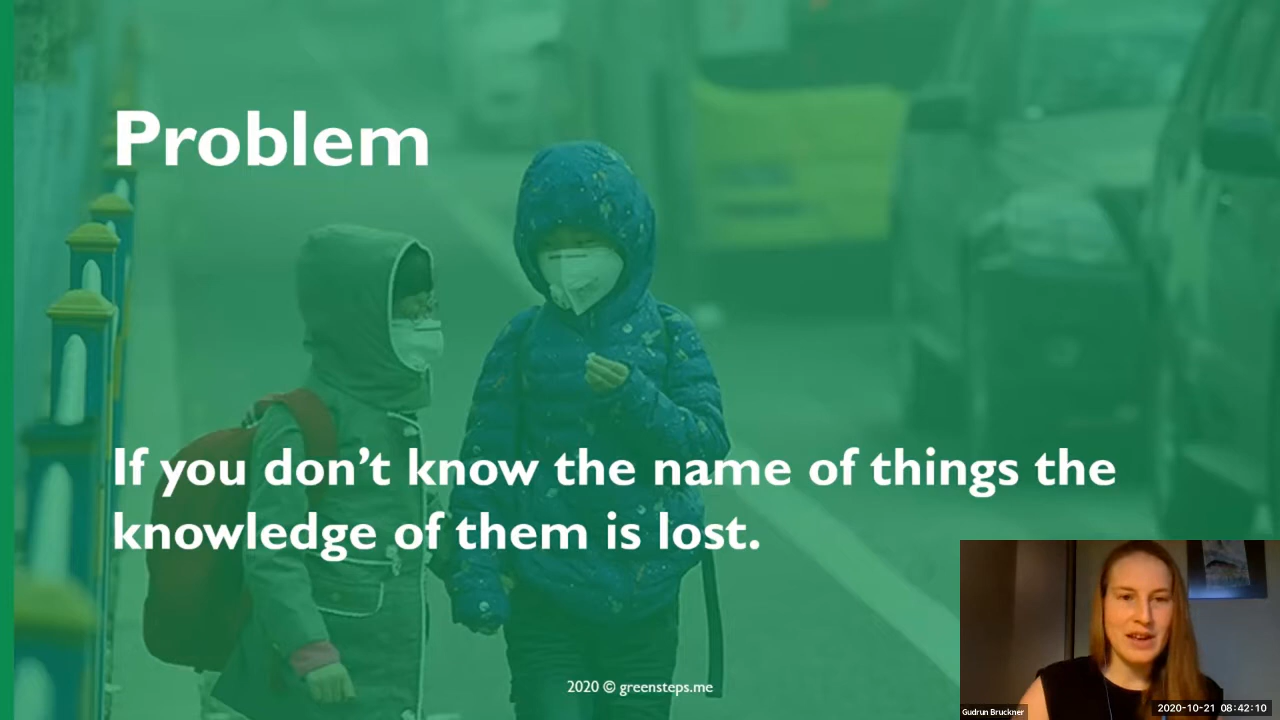 Problem
If you don’t know the name of things the
knowledge of them is lost.
2020 © greensteps.me
Gudrun Bruckner
2020-10-21 08:42:10